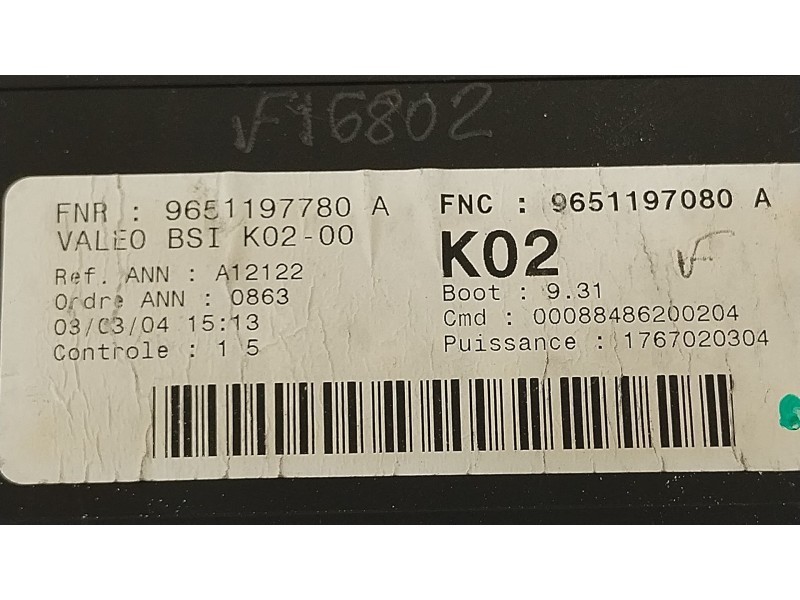 VF16802
FNR : 9651197780 A
VALEO BSI K02-00
Ref. ANN : A12122
Ordre ANN : 0863
03/03/04 15:13
Controle : 1 5
FNC : 9651197080 A
K02
Boot : 9.31
Cmd : 00088486200204
Puissance : 1767020304